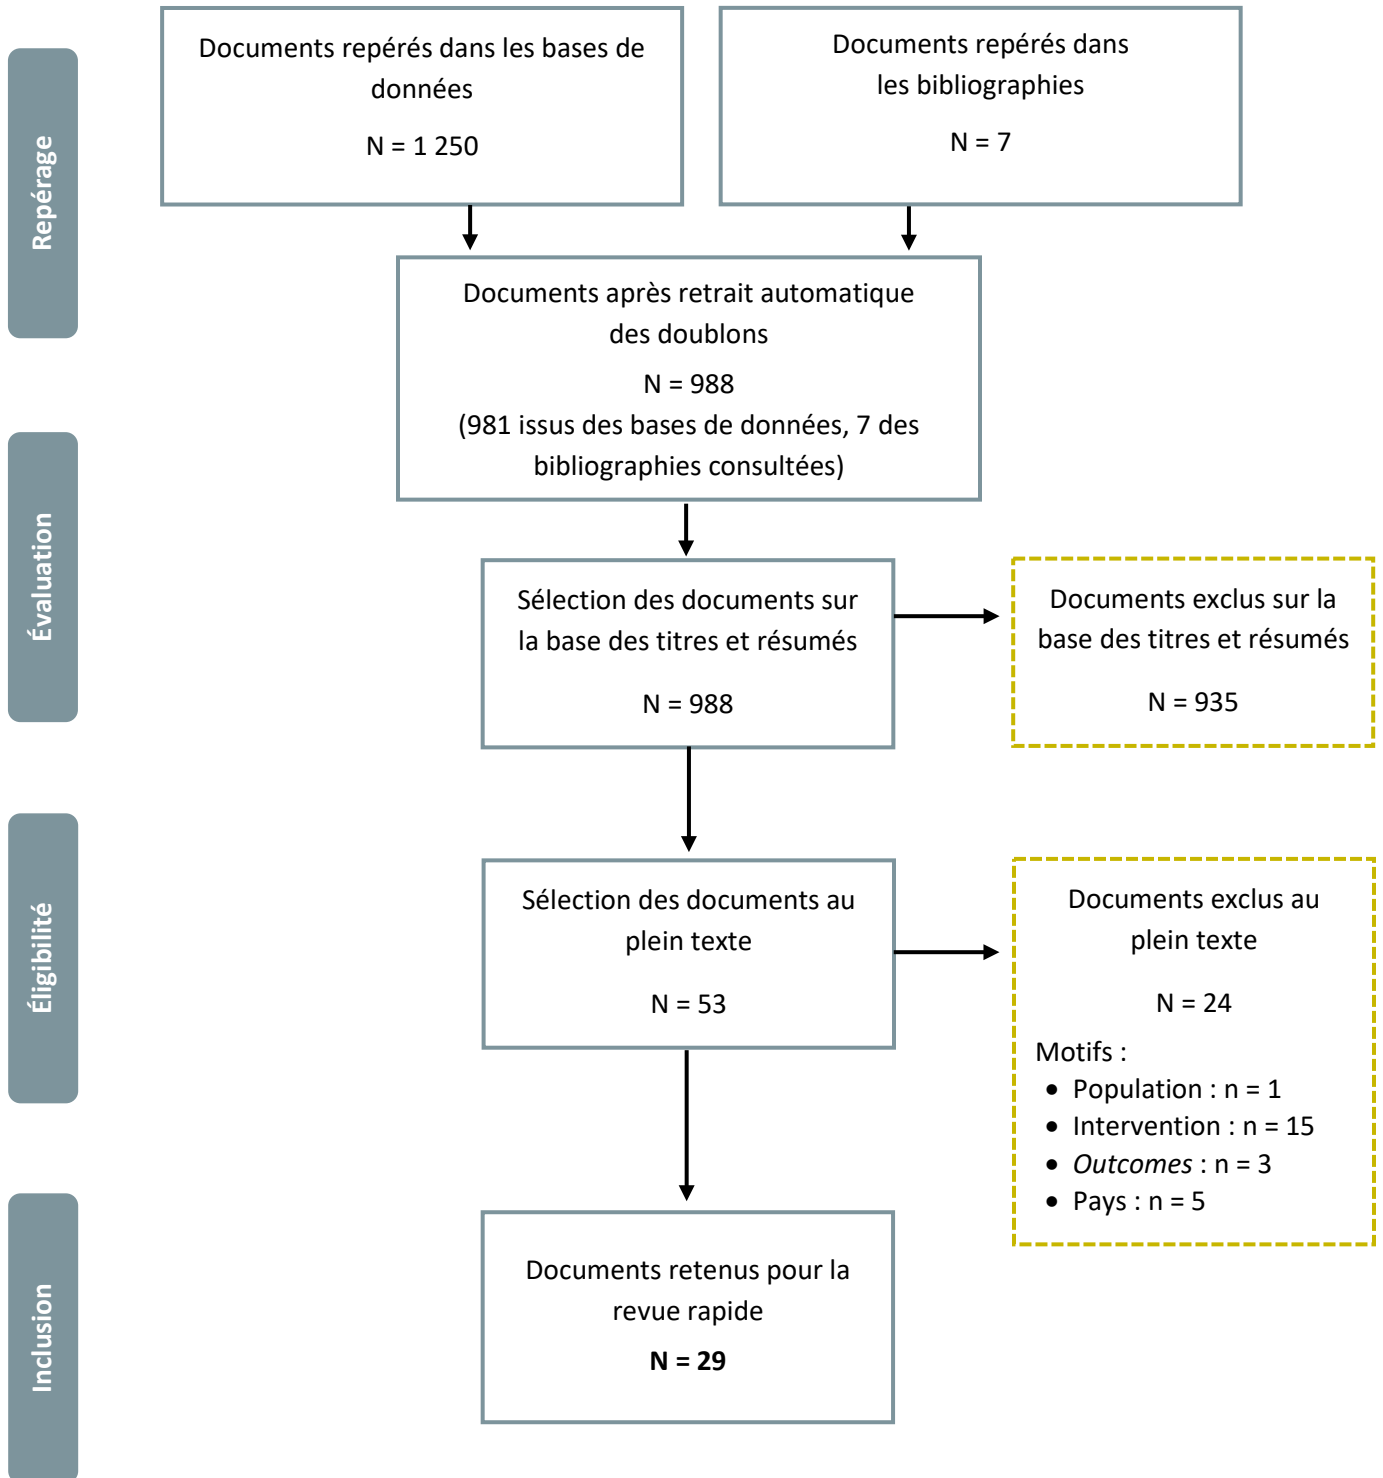 Repérage
Documents repérés dans les bases de
données
N = 1 250
Documents repérés dans
les bibliographies
N = 7
Documents après retrait automatique
des doublons
N = 988
(981 issus des bases de données, 7 des
bibliographies consultées)
Évaluation
Sélection des documents sur
la base des titres et résumés
N = 988
Documents exclus sur la
base des titres et résumés
N = 935
Éligibilité
Sélection des documents au
plein texte
N = 53
Documents exclus au
plein texte
N = 24
Motifs :
• Population : n = 1
• Intervention : n = 15
• Outcomes : n = 3
• Pays : n = 5
Inclusion
Documents retenus pour la
revue rapide
N = 29